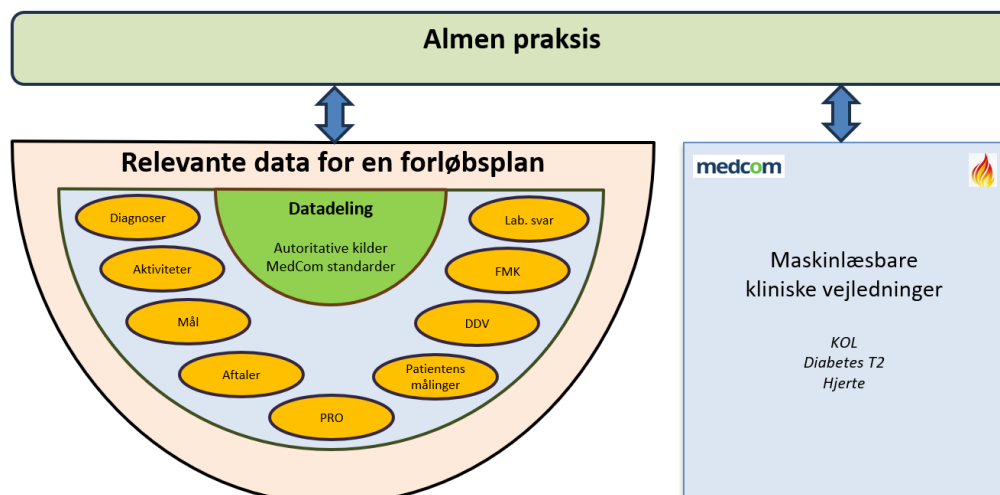 Almen praksis
Relevante data for en forløbsplan
Datadeling
Autoritative kilder
MedCom standarder
Diagnoser
Aktiviteter
Mål
Aftaler
PRO
Patientens
målinger
DDV
FMK
Lab. svar
medcom
Maskinlæsbare
kliniske vejledninger
KOL
Diabetes T2
Hjerte